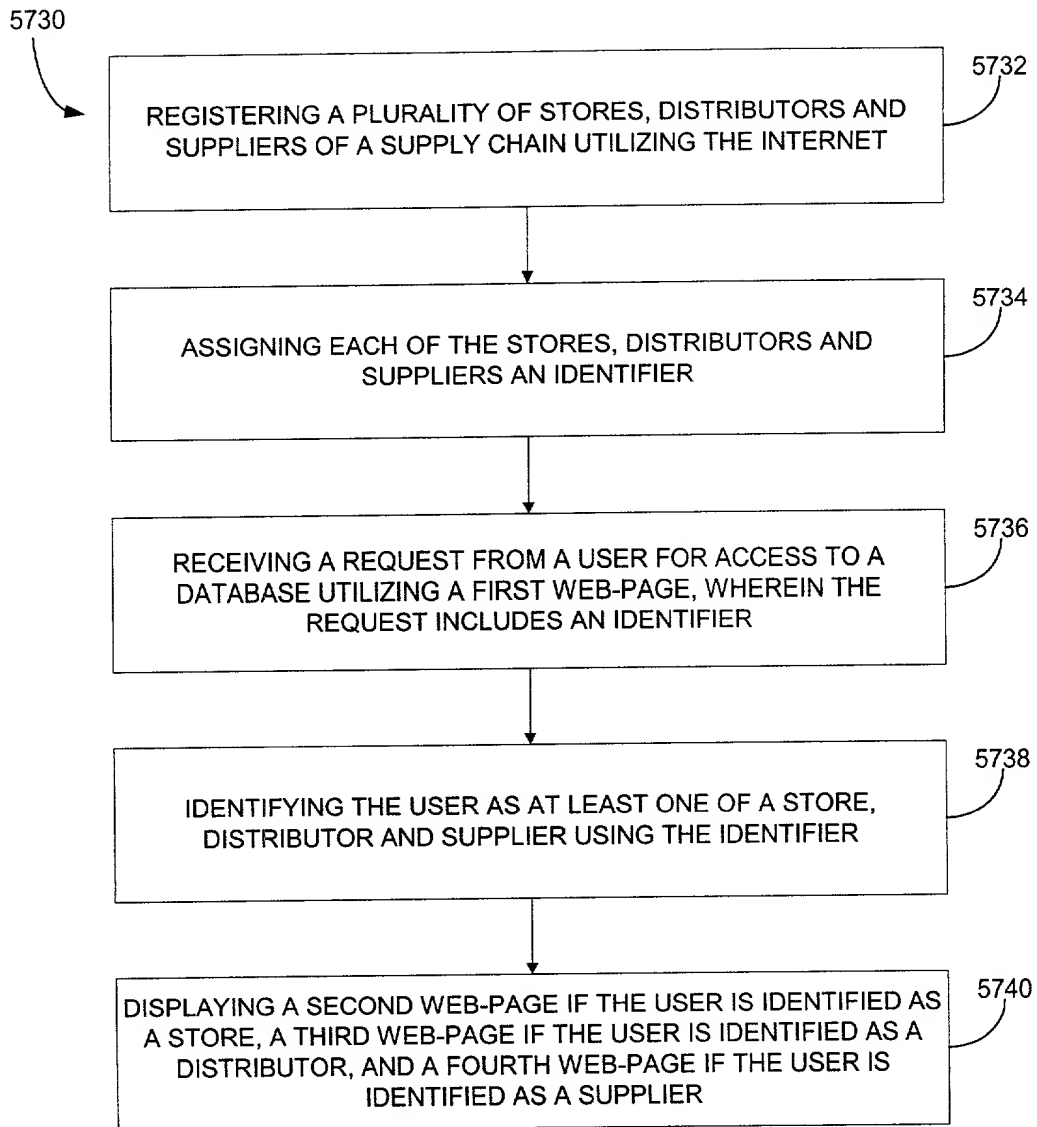 5730
5732
REGISTERING A PLURALITY OF STORES, DISTRIBUTORS AND
SUPPLIERS OF A SUPPLY CHAIN UTILIZING THE INTERNET
5734
ASSIGNING EACH OF THE STORES, DISTRIBUTORS AND
SUPPLIERS AN IDENTIFIER
5736
RECEIVING A REQUEST FROM A USER FOR ACCESS TO A
DATABASE UTILIZING A FIRST WEB-PAGE, WHEREIN THE
REQUEST INCLUDES AN IDENTIFIER
5738
IDENTIFYING THE USER AS AT LEAST ONE OF A STORE,
DISTRIBUTOR AND SUPPLIER USING THE IDENTIFIER
5740
DISPLAYING A SECOND WEB-PAGE IF THE USER IS IDENTIFIED AS
A STORE, A THIRD WEB-PAGE IF THE USER IS IDENTIFIED AS A
DISTRIBUTOR, AND A FOURTH WEB-PAGE IF THE USER IS
IDENTIFIED AS A SUPPLIER